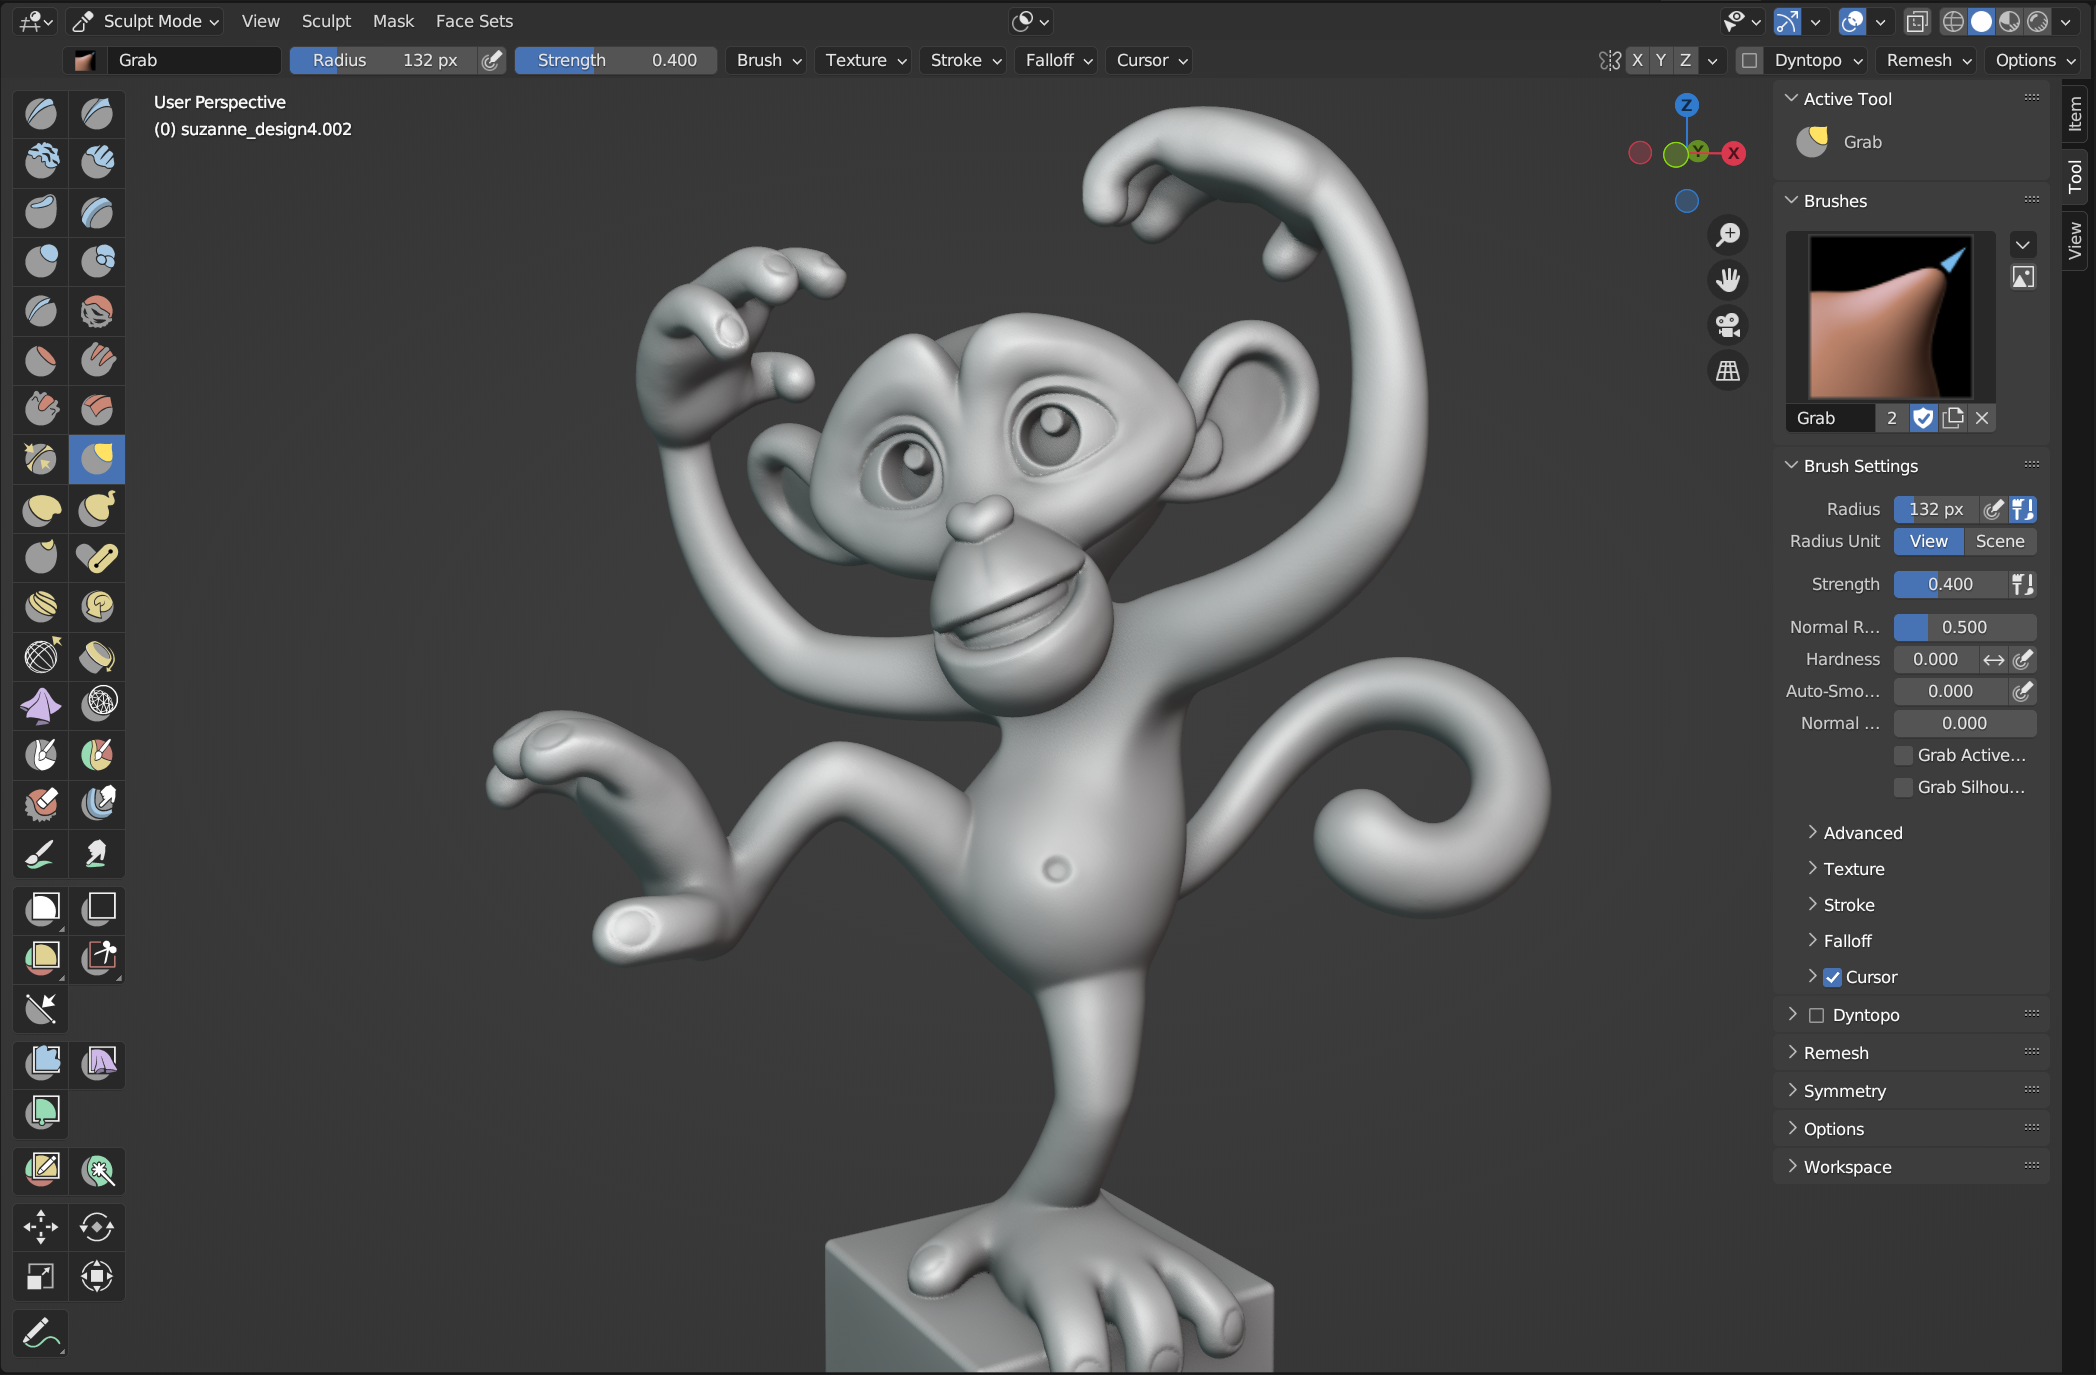 Sculpt Mode View Sculpt Mask Face Sets
Grab Radius 132 px Strength 0.400 Brush Texture Stroke Falloff Cursor X Y Z Dyntopo Remesh Options
User Perspective
(0) suzanne_design4.002
Z
Y
X
Active Tool
Grab
Brushes
Grab 2
Brush Settings
Radius 132 px
Radius Unit View Scene
Strength 0.400
Normal R... 0.500
Hardness 0.000
Auto-Smo... 0.000
Normal ... 0.000
Grab Active...
Grab Silhou...
Advanced
Texture
Stroke
Falloff
Cursor
Dyntopo
Remesh
Symmetry
Options
Workspace
Item
Tool
View